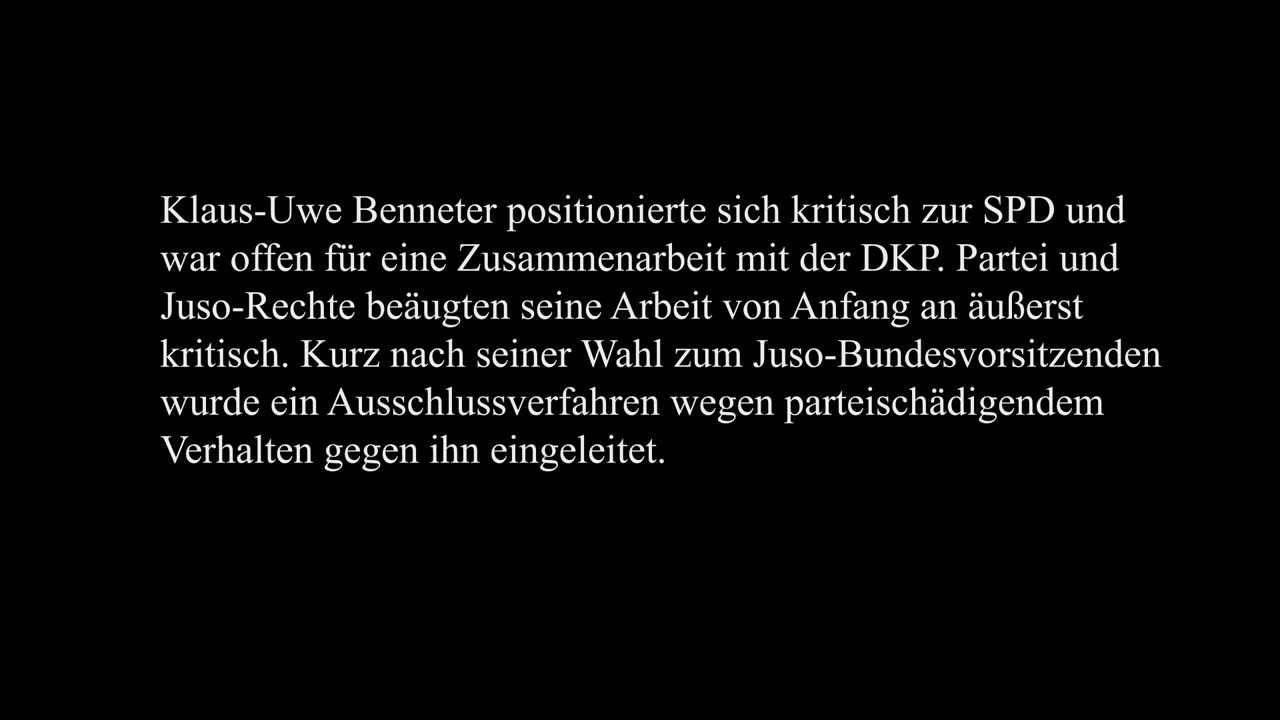 Klaus-Uwe Benneter positionierte sich kritisch zur SPD und
war offen für eine Zusammenarbeit mit der DKP. Partei und
Juso-Rechte beäugten seine Arbeit von Anfang an äußerst
kritisch. Kurz nach seiner Wahl zum Juso-Bundesvorsitzenden
wurde ein Ausschlussverfahren wegen parteischädigendem
Verhalten gegen ihn eingeleitet.